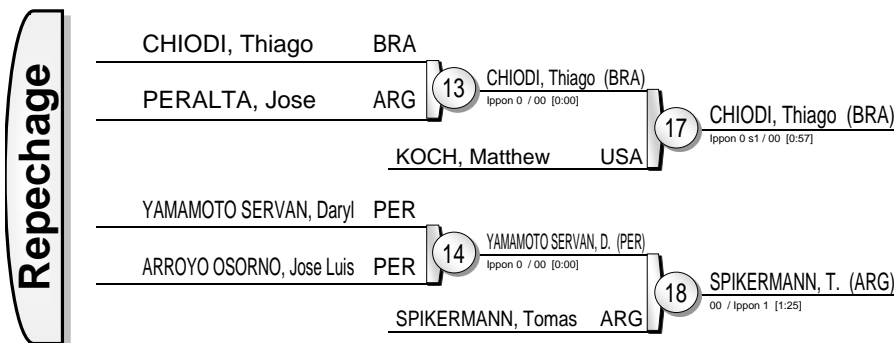 Repechage
CHIODI, Thiago BRA
PERALTA, Jose ARG
13
CHIODI, Thiago (BRA)
Ippon 0 / 00 [0:00]
KOCH, Matthew USA
17
CHIODI, Thiago (BRA)
Ippon 0 s1 / 00 [0:57]
YAMAMOTO SERVAN, Daryl PER
ARROYO OSORNO, Jose Luis PER
14
YAMAMOTO SERVAN, D. (PER)
Ippon 0 / 00 [0:00]
SPIKERMANN, Tomas ARG
18
SPIKERMANN, T. (ARG)
00 / Ippon 1 [1:25]